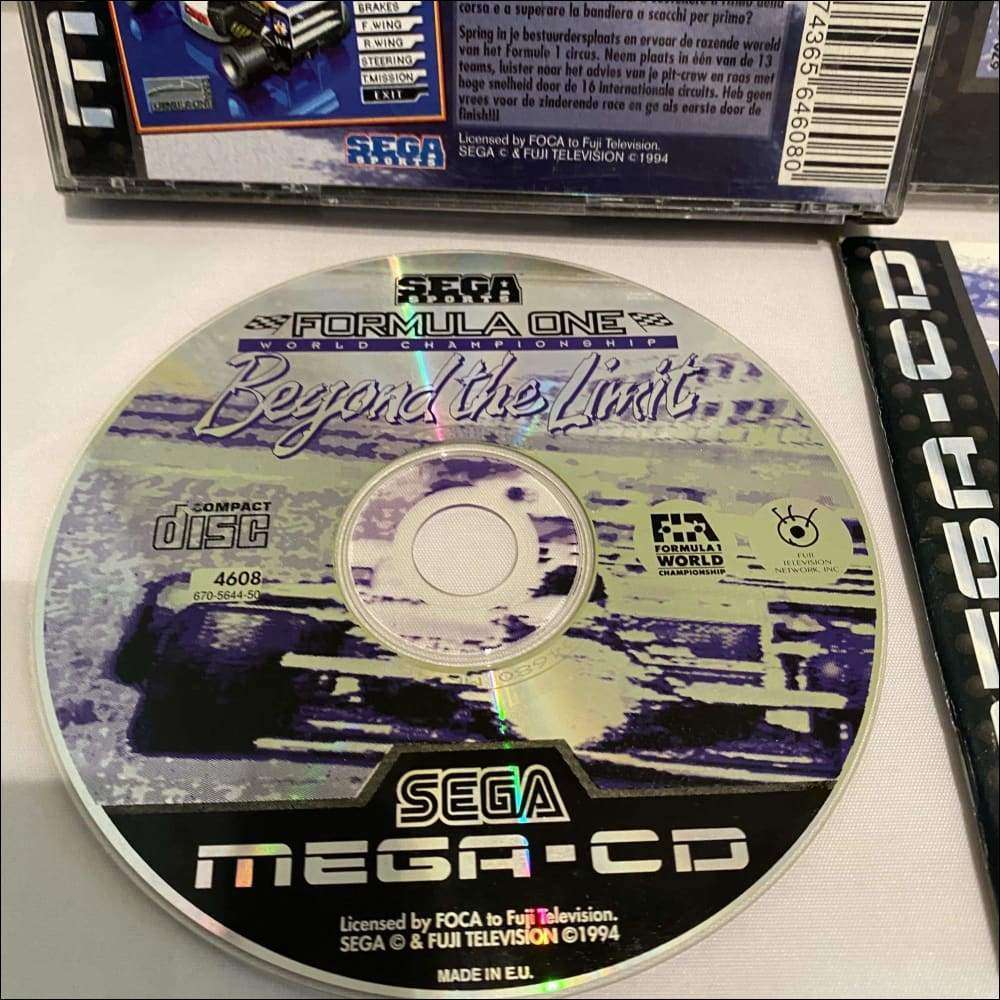 BRAKES
F.WING
R.WING
STEERING
T.MISSION
EXIT
corsa e a superare la bandiera a scacchi per primo?
Spring in je bestuurdersplaats en ervaar de razende wereld
van het Formule 1 circus. Neem plaats in één van de 13
teams, luister naar het advies van je pit-crew en raas met
hoge snelheid door de 16 Internationale circuits. Heb geen
vrees voor de zinderende race en ga als eerste door de
finish!!!
SEGA
SPORTS
Licensed by FOCA to Fuji Television.
SEGA © & FUJI TELEVISION © 1994
74365 646080
SEGA
SPORTS
FORMULA ONE
WORLD CHAMPIONSHIP
Beyond the Limit
COMPACT
disc
4608
670-5644-50
FIA
FORMULA 1
WORLD
CHAMPIONSHIP
FUJI
TELEVISION
NETWORK, INC
SEGA
MEGA-CD
Licensed by FOCA to Fuji Television.
SEGA © & FUJI TELEVISION ©1994
MADE IN E.U.